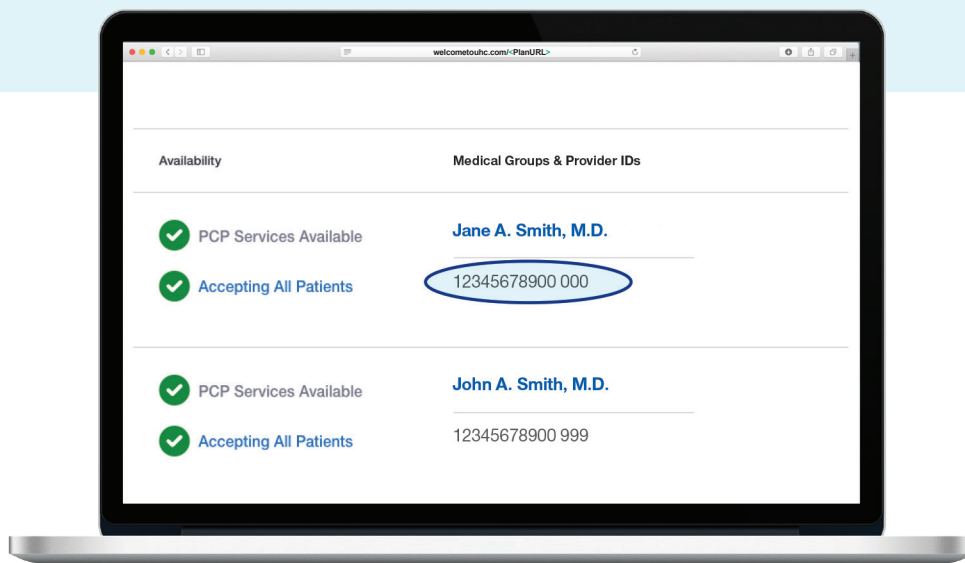 welcometouhc.com/<PlanURL>
Availability
Medical Groups & Provider IDs
PCP Services Available
Jane A. Smith, M.D.
Accepting All Patients
12345678900 000
PCP Services Available
John A. Smith, M.D.
Accepting All Patients
12345678900 999